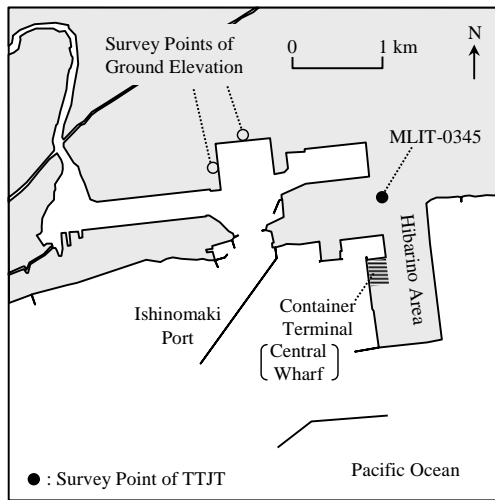 Survey Points of
Ground Elevation
0 1 km
N
MLIT-0345
Hibarino Area
Ishinomaki
Port
Container
Terminal
Central
Wharf
● : Survey Point of TTJT
Pacific Ocean